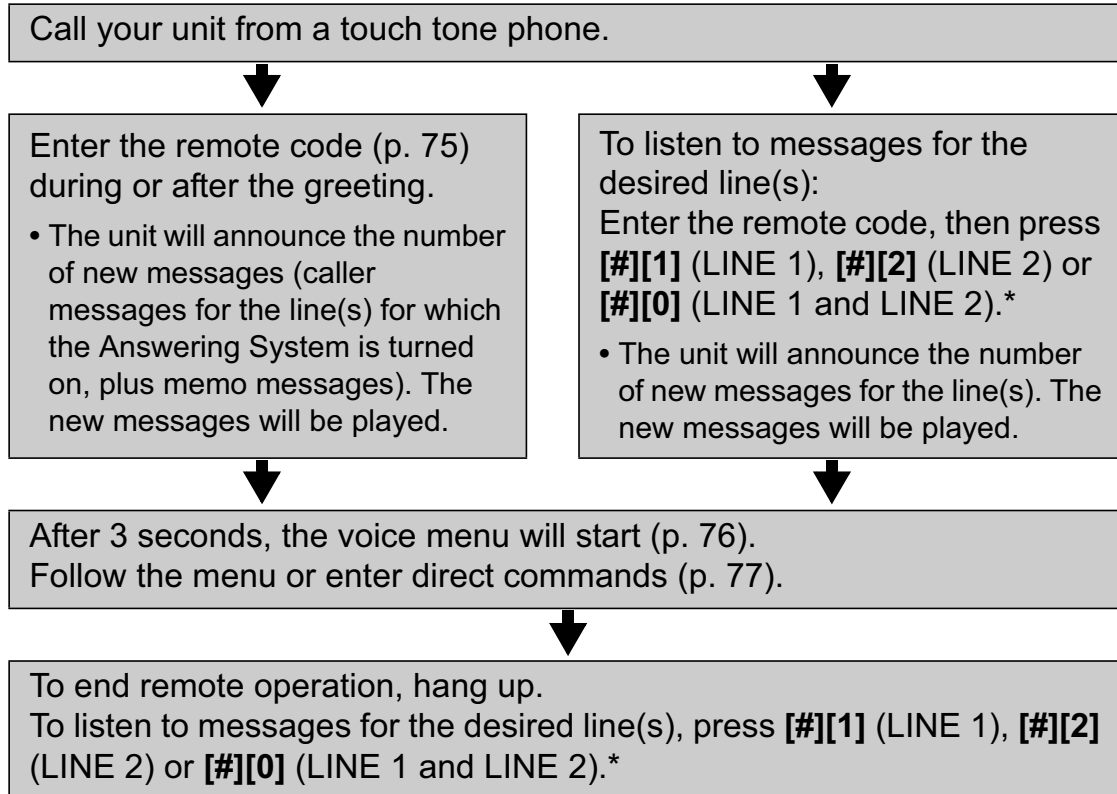 Call your unit from a touch tone phone.
Enter the remote code (p. 75)
during or after the greeting.
• The unit will announce the number
of new messages (caller
messages for the line(s) for which
the Answering System is turned
on, plus memo messages). The
new messages will be played.
To listen to messages for the
desired line(s):
Enter the remote code, then press
[#][1] (LINE 1), [#][2] (LINE 2) or
[#][0] (LINE 1 and LINE 2).*
• The unit will announce the number
of new messages for the line(s). The
new messages will be played.
After 3 seconds, the voice menu will start (p. 76).
Follow the menu or enter direct commands (p. 77).
To end remote operation, hang up.
To listen to messages for the desired line(s), press [#][1] (LINE 1), [#][2]
(LINE 2) or [#][0] (LINE 1 and LINE 2).*